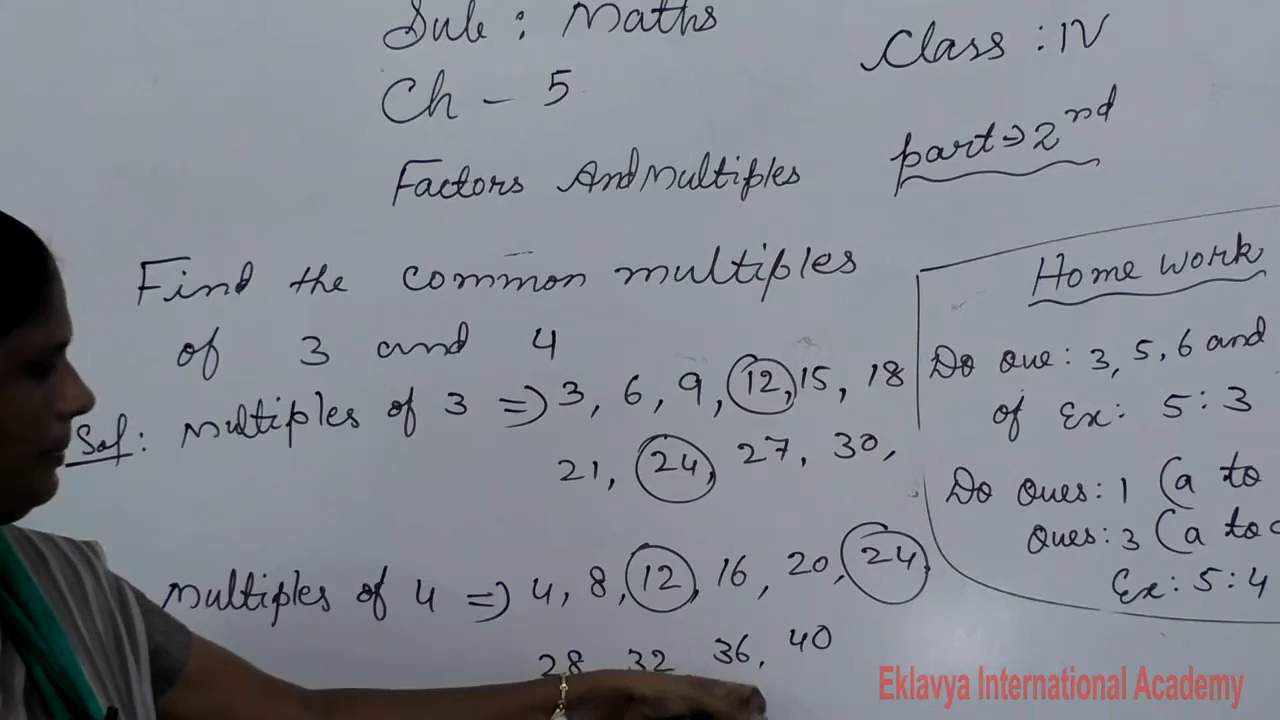 Sub : Maths
Class : IV
Ch - 5
part ⇒ 2nd
Factors And Multiples
Find the common multiples
of 3 and 4
Sol : Multiples of 3 => 3, 6, 9, 12, 15, 18
21, 24, 27, 30,
Multiples of 4 => 4, 8, 12, 16, 20, 24,
28 32 36, 40
Home work
Do Que : 3, 5, 6 and
of Ex : 5 : 3
Do Ques : 1 (a to
Ques : 3 (a to
Ex : 5 : 4
Eklavya International Academy